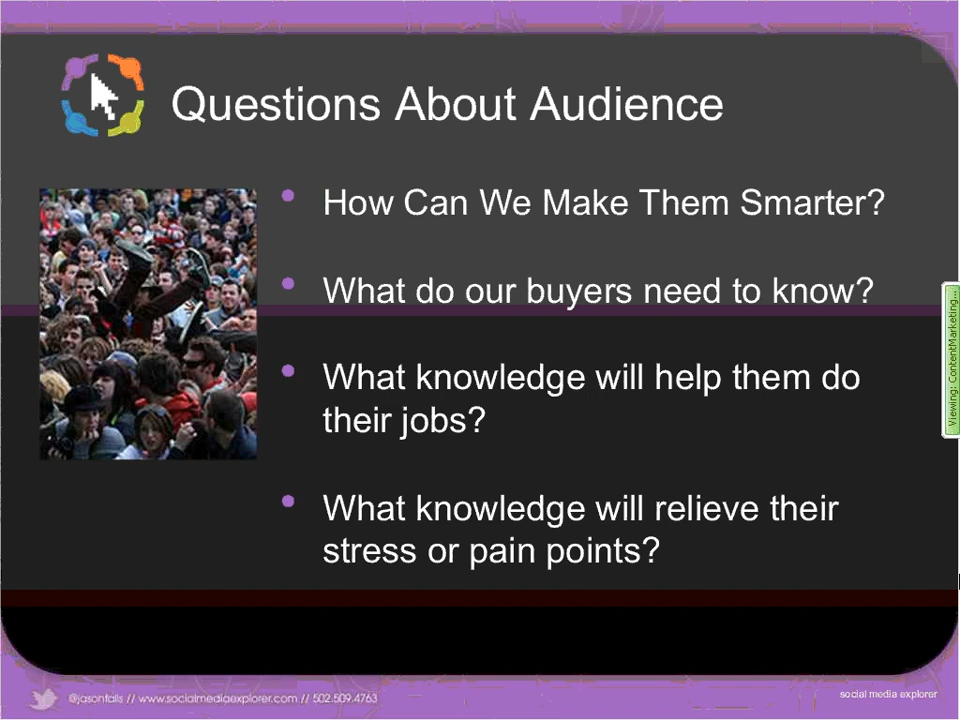 Questions About Audience
• How Can We Make Them Smarter?
• What do our buyers need to know?
• What knowledge will help them do
their jobs?
• What knowledge will relieve their
stress or pain points?
Viewing: ContentMarketing...
@jasonfalls // www.socialmediaexplorer.com // 502.509.4763
social media explorer